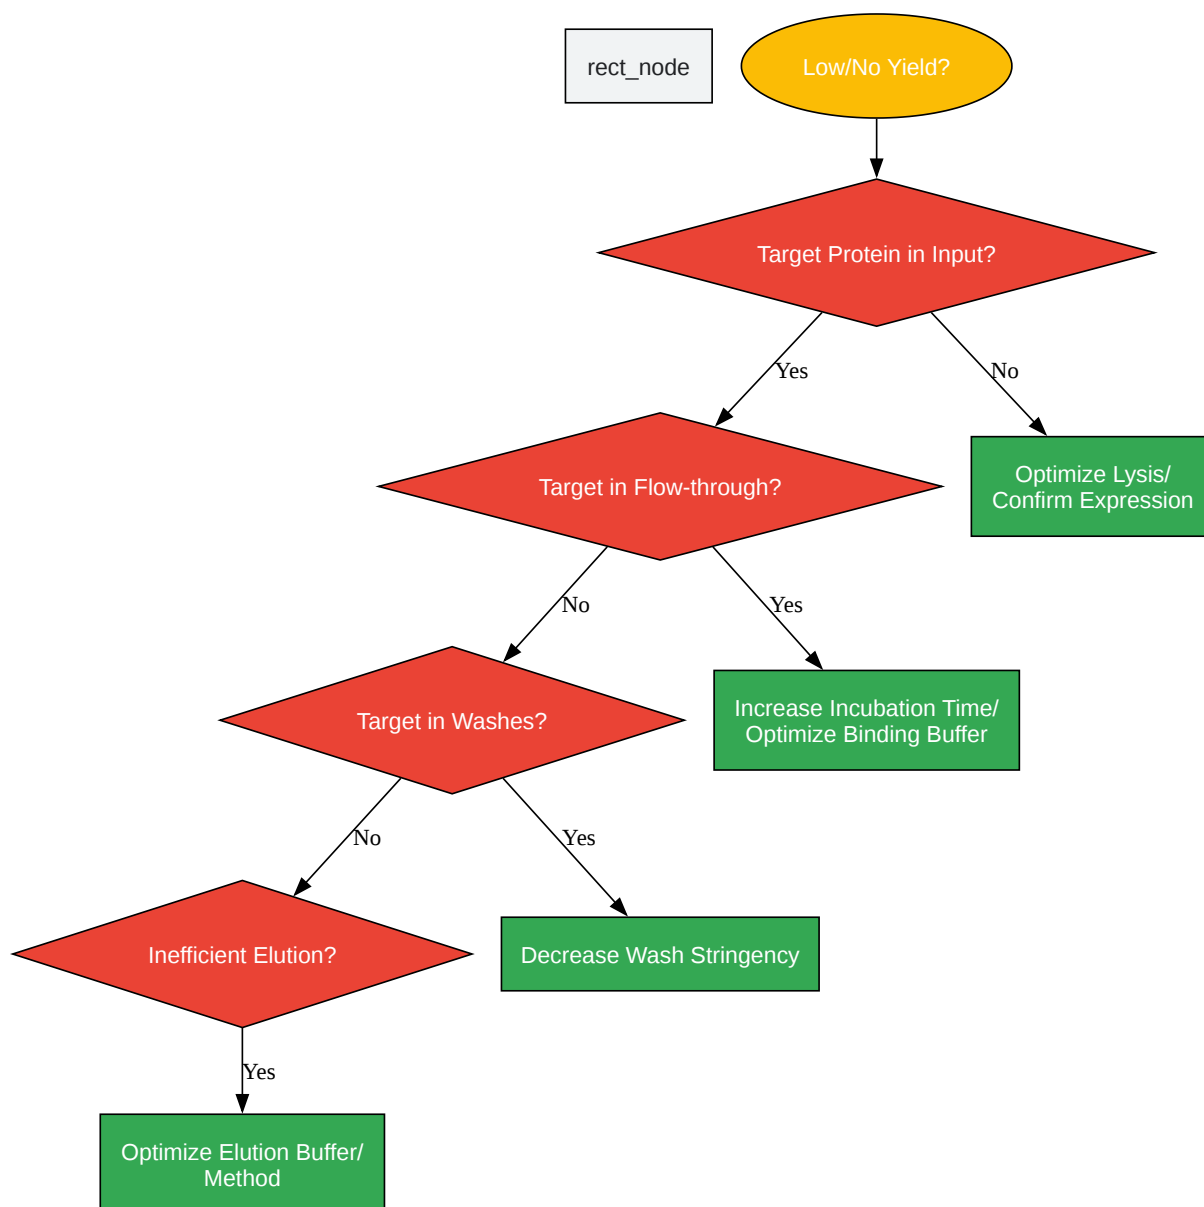 rect_node
Low/No Yield?
Target Protein in Input?
Yes
No
Optimize Lysis/
Confirm Expression
Target in Flow-through?
No
Yes
Increase Incubation Time/
Optimize Binding Buffer
Target in Washes?
No
Yes
Decrease Wash Stringency
Inefficient Elution?
Yes
Optimize Elution Buffer/
Method